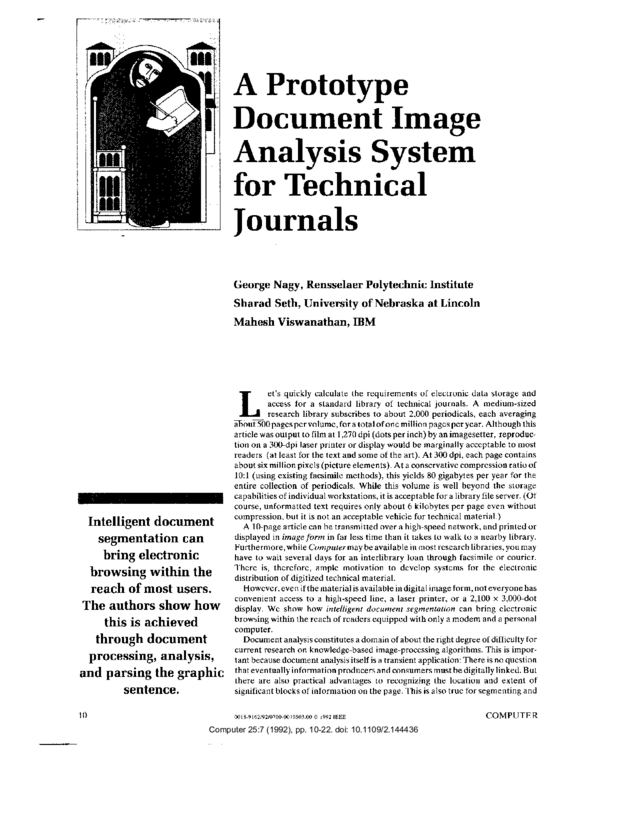 A Prototype
Document Image
Analysis System
for Technical
Journals
George Nagy, Rensselaer Polytechnic Institute
Sharad Seth, University of Nebraska at Lincoln
Mahesh Viswanathan, IBM
Intelligent document
segmentation can
bring electronic
browsing within the
reach of most users.
The authors show how
this is achieved
through document
processing, analysis,
and parsing the graphic
sentence.
Let's quickly calculate the requirements of electronic data storage and
access for a standard library of technical journals. A medium-sized
research library subscribes to about 2,000 periodicals, each averaging
about 500 pages per volume, for a total of one million pages per year. Although this
article was output to film at 1,270 dpi (dots per inch) by an imagesetter, reproduc-
tion on a 300-dpi laser printer or display would be marginally acceptable to most
readers (at least for the text and some of the art). At 300 dpi, each page contains
about six million pixels (picture elements). At a conservative compression ratio of
10:1 (using existing facsimile methods), this yields 80 gigabytes per year for the
entire collection of periodicals. While this volume is well beyond the storage
capabilities of individual workstations, it is acceptable for a library file server. (Of
course, unformatted text requires only about 6 kilobytes per page even without
compression, but it is not an acceptable vehicle for technical material.)
A 10-page article can be transmitted over a high-speed network, and printed or
displayed in image form in far less time than it takes to walk to a nearby library.
Furthermore, while Computer may be available in most research libraries, you may
have to wait several days for an interlibrary loan through facsimile or courier.
There is, therefore, ample motivation to develop systems for the electronic
distribution of digitized technical material.
However, even if the material is available in digital image form, not everyone has
convenient access to a high-speed line, a laser printer, or a 2,100 × 3,000-dot
display. We show how intelligent document segmentation can bring electronic
browsing within the reach of readers equipped with only a modem and a personal
computer.
Document analysis constitutes a domain of about the right degree of difficulty for
current research on knowledge-based image-processing algorithms. This is impor-
tant because document analysis itself is a transient application: There is no question
that eventually information producers and consumers must be digitally linked. But
there are also practical advantages to recognizing the location and extent of
significant blocks of information on the page. This is also true for segmenting and
10
0018-9162/92/0700-0010$03.00 © 1992 IEEE
COMPUTER
Computer 25:7 (1992), pp. 10-22. doi: 10.1109/2.144436